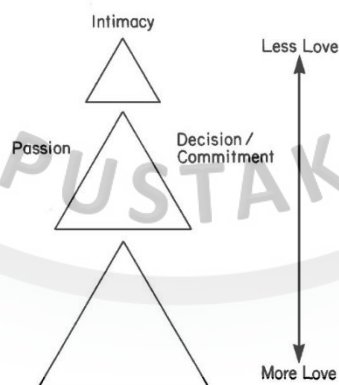 Intimacy
Less Love
Passion
Decision /
Commitment
PUSTAK
More Love